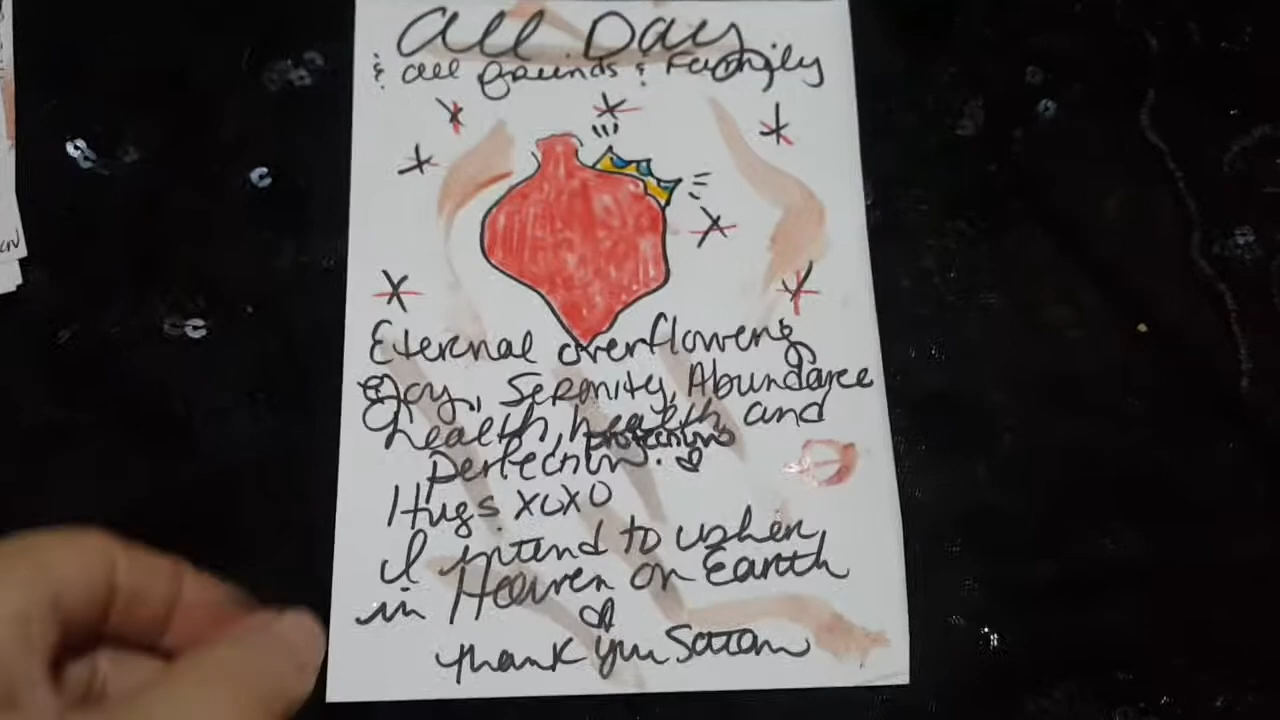 All Day
& all friends & Family
Eternal overflowing
Joy, Serenity, Abundance
health, health, and
protection
perfection.
Hugs XOXO
I intend to usher
in Heaven on Earth
Thank you Satan